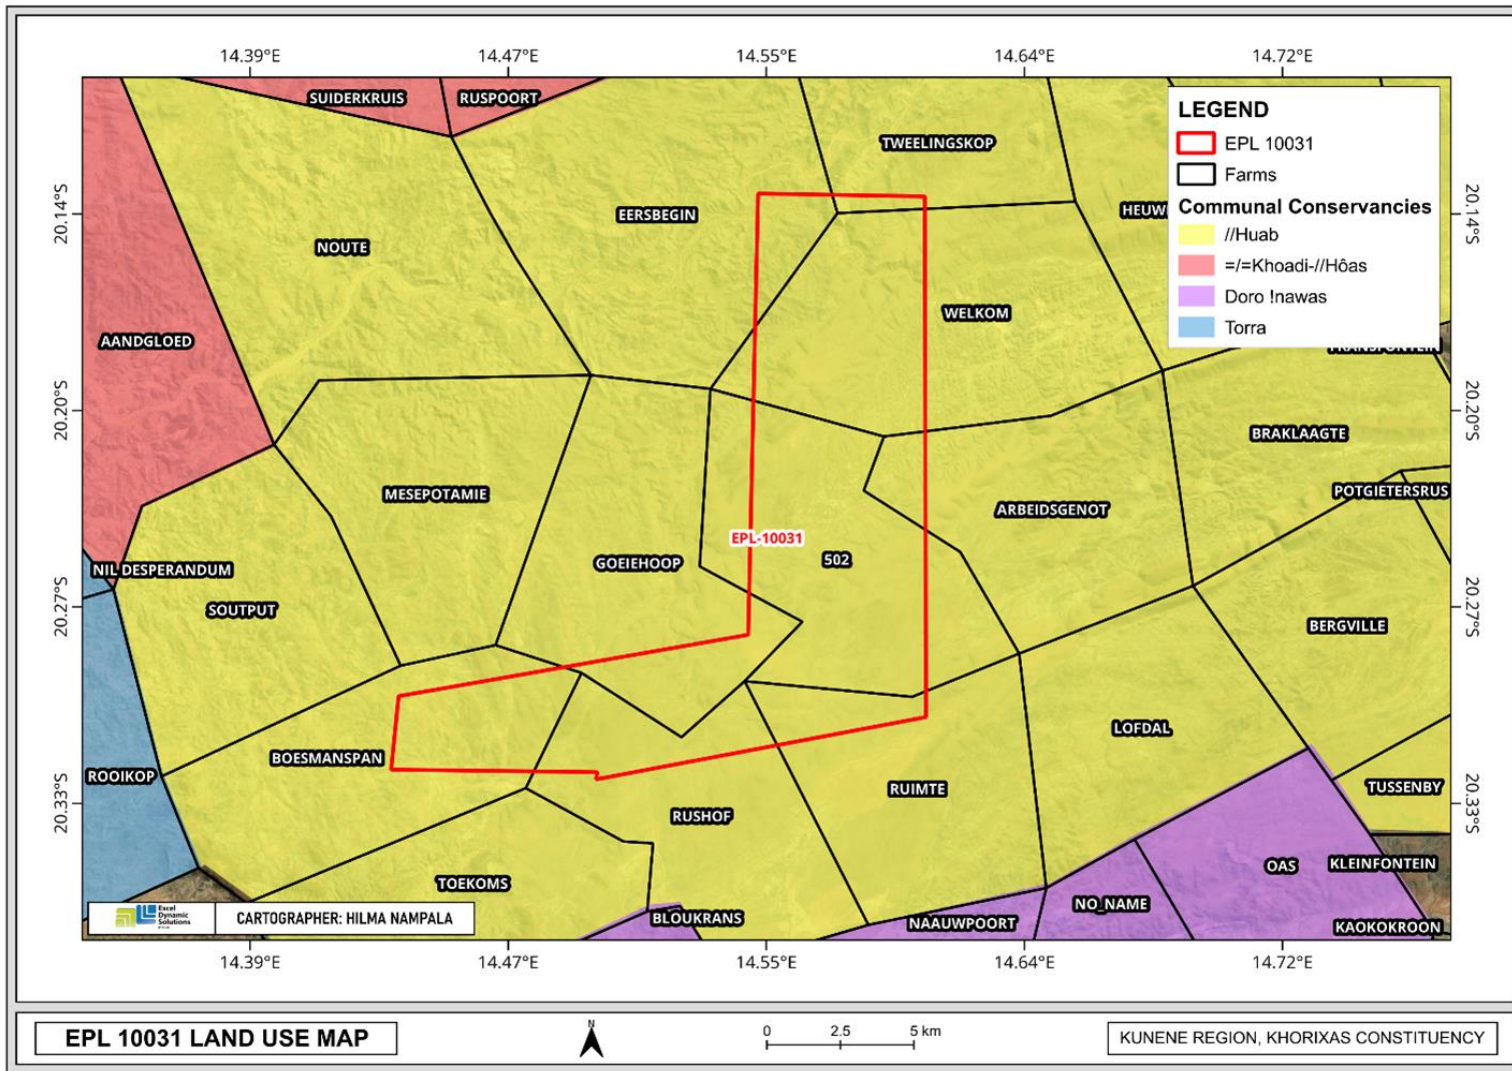 14.39°E 14.47°E 14.55°E 14.64°E 14.72°E
SUIDERKRUIS
RUSPOORT
TWEELINGSKOP
LEGEND
EPL 10031
Farms
Communal Conservancies
//Huab
=/=Khoadi-//Hôas
Doro !nawas
Torra
20.14°S
20.14°S
EERSBEGIN
NOUTE
WELKOM
AANDGLOED
20.20°S
20.20°S
BRAKLAAGTE
MESEPOTAMIE
POTGIETERSRUS
ARBEIDSGENOT
EPL-10031
GOEIEHOOP
502
NIL DESPERANDUM
SOUTPUT
20.27°S
20.27°S
BERGVILLE
LOFDAL
BOESMANSPAN
ROOIKOP
RUIMTE
TUSSENBY
20.33°S
20.33°S
RUSHOF
OAS
KLEINFONTEIN
TOEKOMS
NO_NAME
BLOUKRANS
NAAUWPOORT
KAOKOKROON
Excel
Dynamic
Solutions
CARTOGRAPHER: HILMA NAMPALA
14.39°E 14.47°E 14.55°E 14.64°E 14.72°E
EPL 10031 LAND USE MAP
N
0 2.5 5 km
KUNENE REGION, KHORIXAS CONSTITUENCY